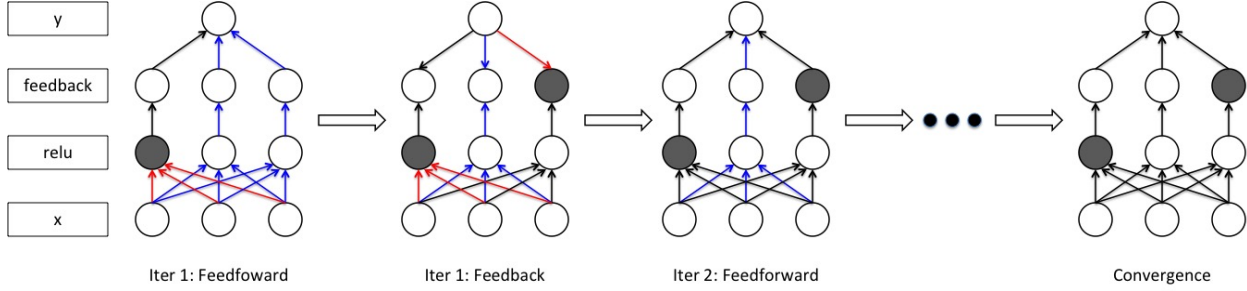 y
feedback
relu
x
Iter 1: Feedfoward
Iter 1: Feedback
Iter 2: Feedforward
Convergence